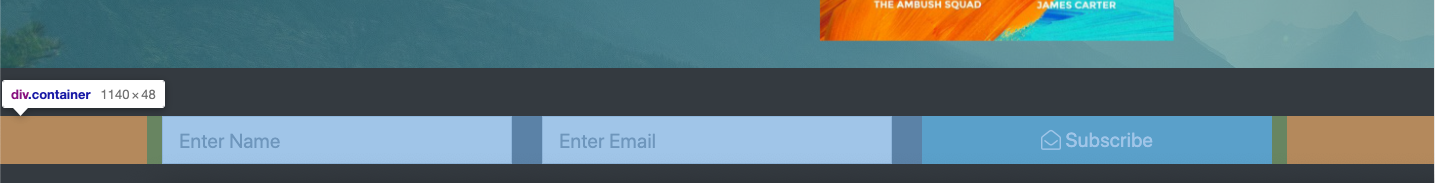 THE AMBUSH SQUAD JAMES CARTER
div.container 1140 × 48
Enter Name Enter Email Subscribe